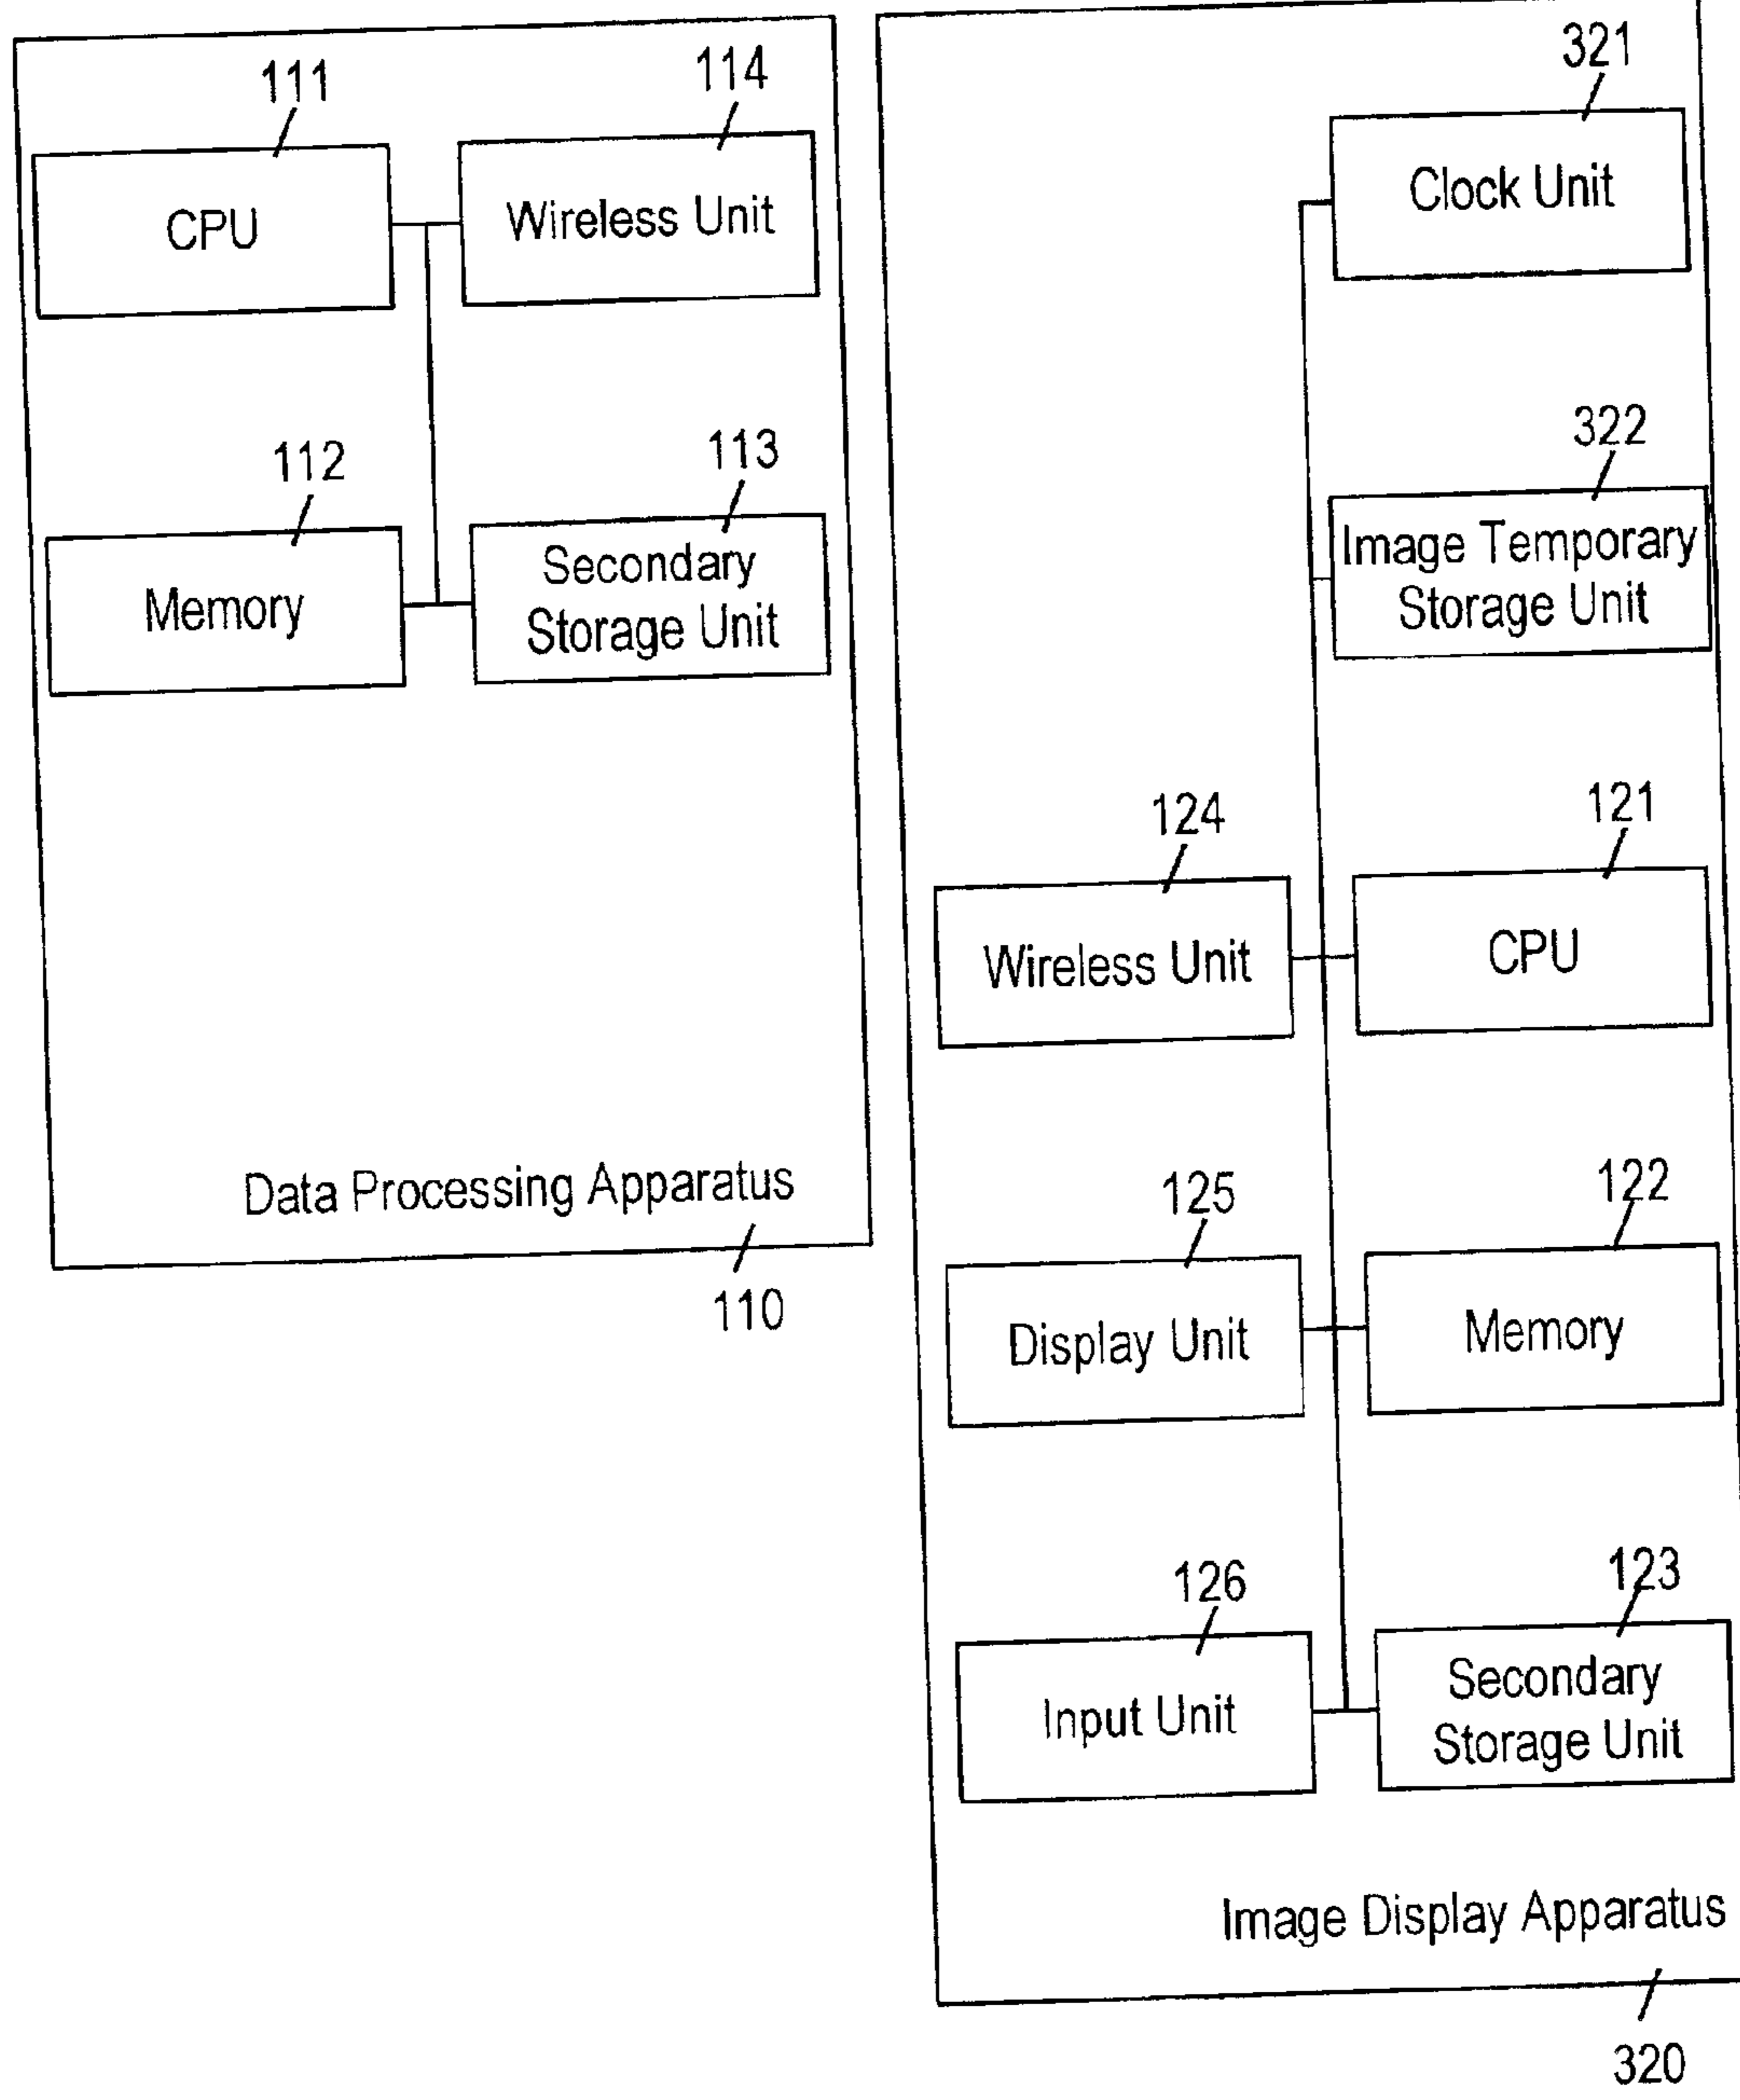 111
114
CPU
Wireless Unit
112
113
Memory
Secondary
Storage Unit
Data Processing Apparatus
110
321
Clock Unit
322
Image Temporary
Storage Unit
124
121
Wireless Unit
CPU
125
122
Display Unit
Memory
126
123
Input Unit
Secondary
Storage Unit
Image Display Apparatus
320